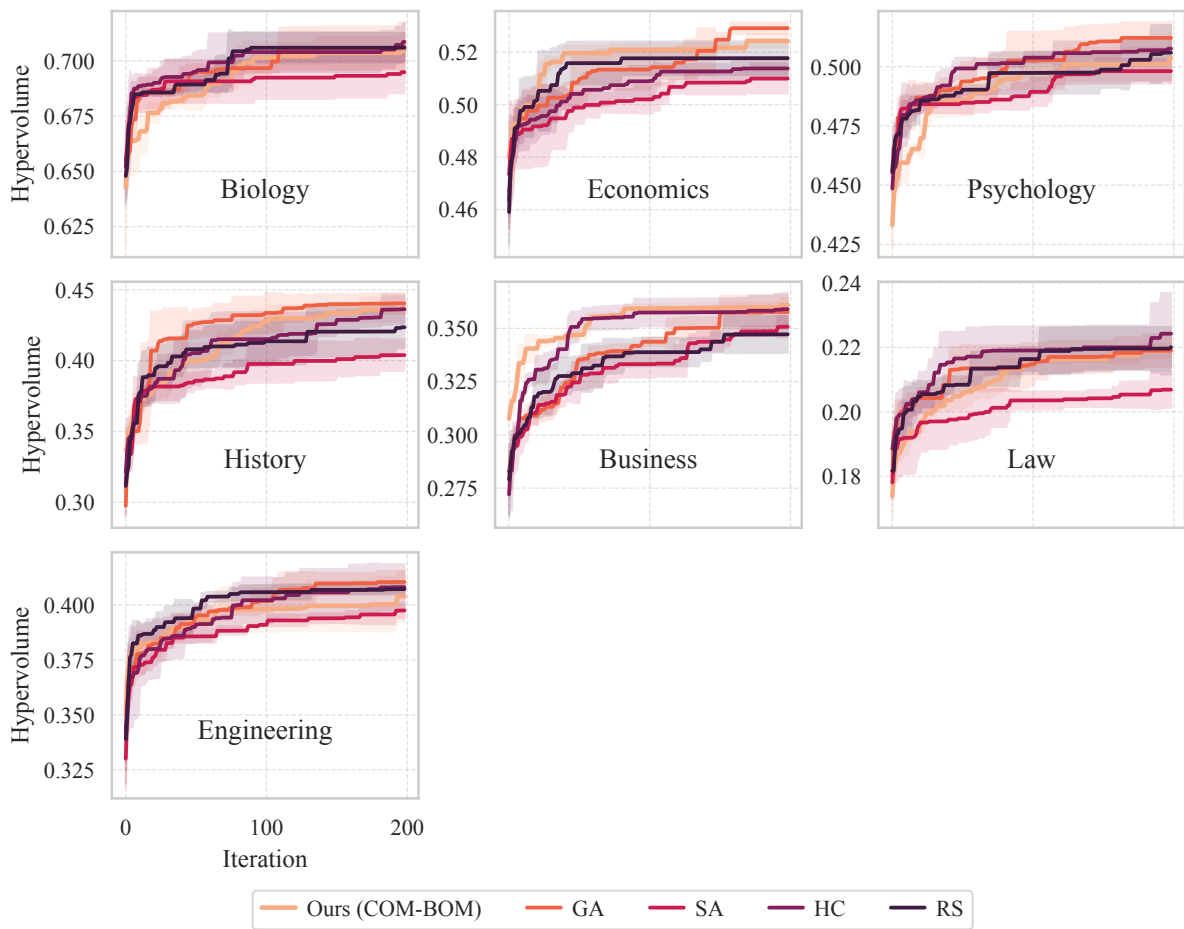 Hypervolume
0.700
0.675
0.650
0.625
Biology
0.52
0.50
0.48
0.46
Economics
0.500
0.475
0.450
0.425
Psychology
Hypervolume
0.45
0.40
0.35
0.30
History
0.350
0.325
0.300
0.275
Business
0.24
0.22
0.20
0.18
Law
Hypervolume
0.400
0.375
0.350
0.325
Engineering
0 100 200
Iteration
Ours (COM-BOM) GA SA HC RS